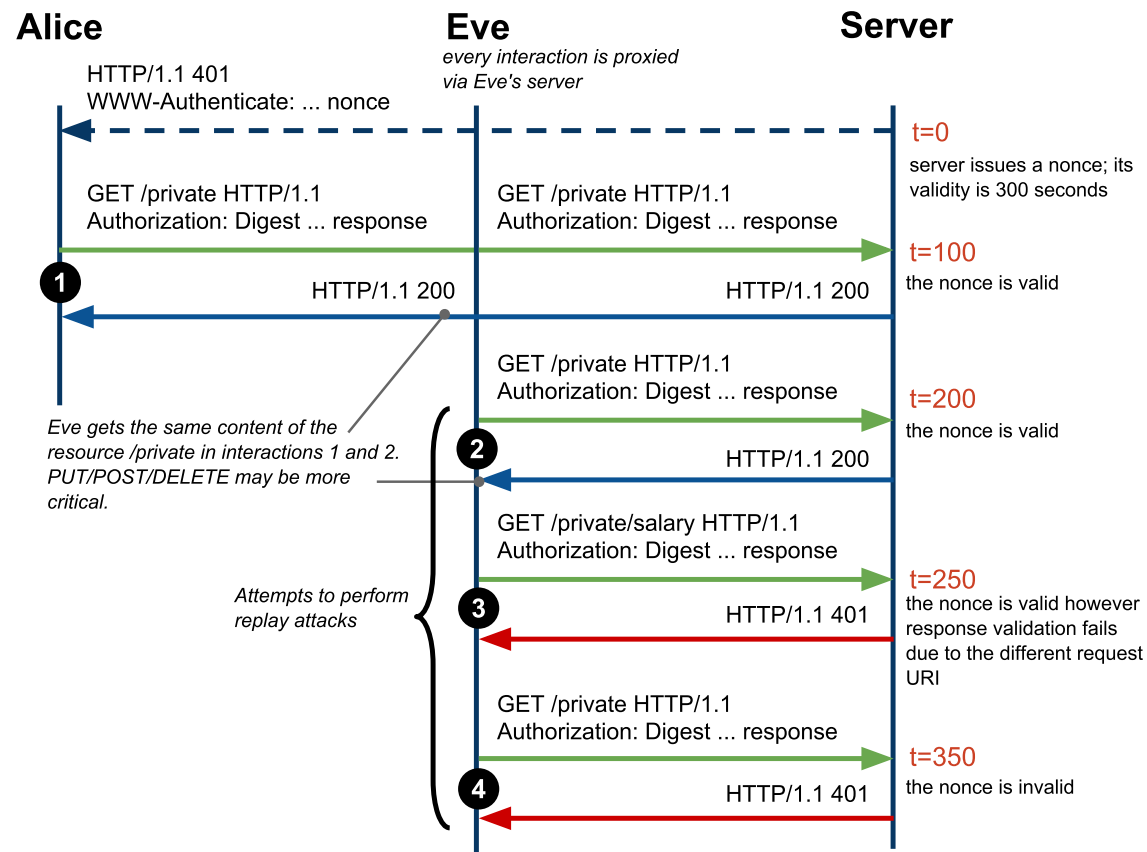 Alice
Eve
Server
every interaction is proxied
via Eve's server
HTTP/1.1 401
WWW-Authenticate: ... nonce
t=0
server issues a nonce; its
validity is 300 seconds
GET /private HTTP/1.1
Authorization: Digest ... response
GET /private HTTP/1.1
Authorization: Digest ... response
t=100
the nonce is valid
1
HTTP/1.1 200
HTTP/1.1 200
GET /private HTTP/1.1
Authorization: Digest ... response
t=200
the nonce is valid
Eve gets the same content of the
resource /private in interactions 1 and 2.
PUT/POST/DELETE may be more
critical.
2
HTTP/1.1 200
GET /private/salary HTTP/1.1
Authorization: Digest ... response
t=250
the nonce is valid however
response validation fails
due to the different request
URI
Attempts to perform
replay attacks
3
HTTP/1.1 401
GET /private HTTP/1.1
Authorization: Digest ... response
t=350
the nonce is invalid
4
HTTP/1.1 401